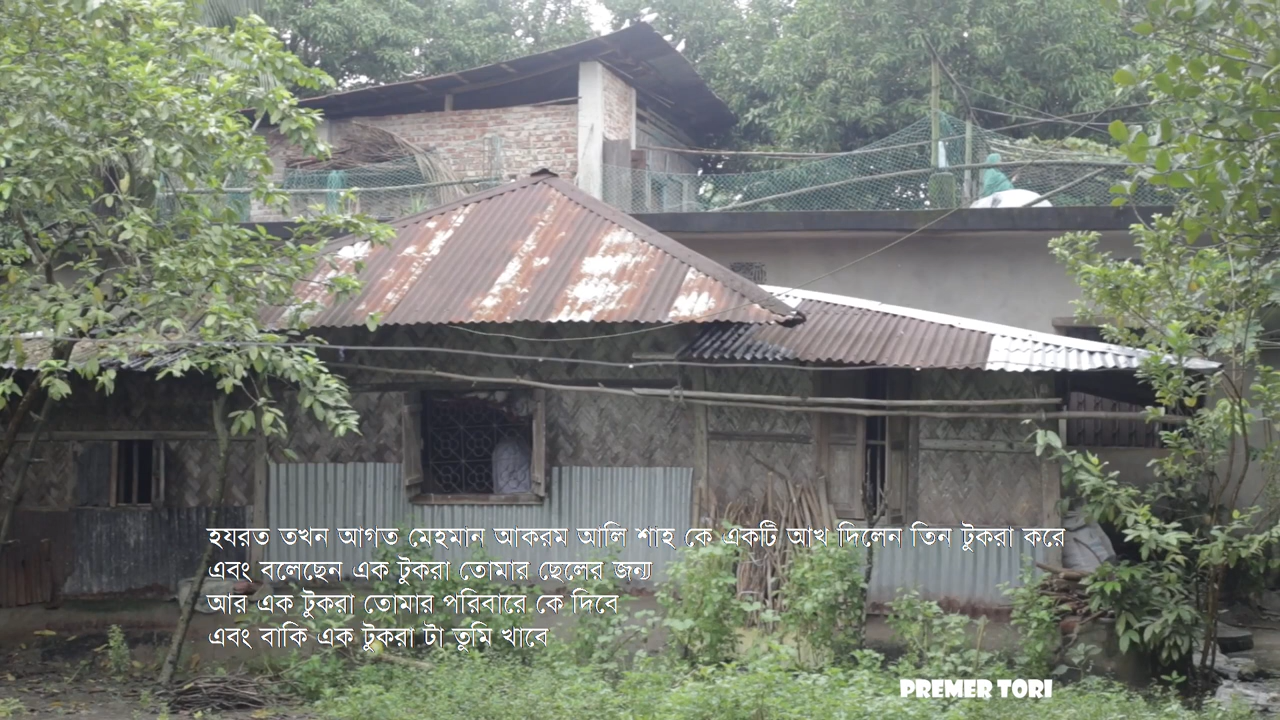 হযরত তখন আগত মেহমান আকরম আলি শাহ কে একটি আখ দিলেন তিন টুকরা করে
এবং বলেছেন এক টুকরা তোমার ছেলের জন্য
আর এক টুকরা তোমার পরিবারে কে দিবে
এবং বাকি এক টুকরা টা তুমি খাবে
PREMER TORI